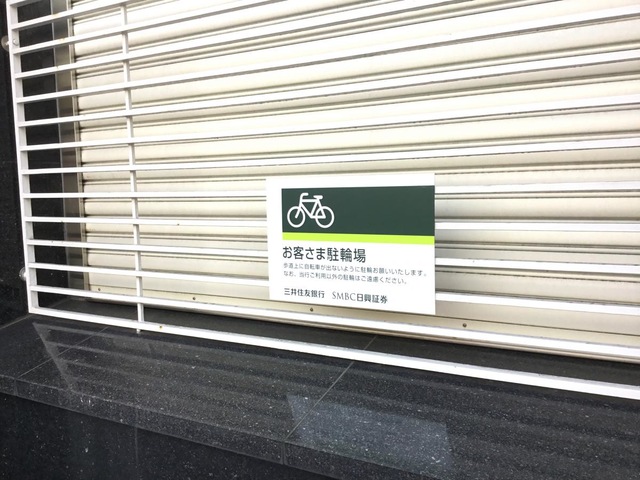 お客さま駐輪場
歩道上に自転車が出ないように駐輪お願いいたします。
なお、当行ご利用以外の駐輪はご遠慮ください。
三井住友銀行 SMBC日興証券